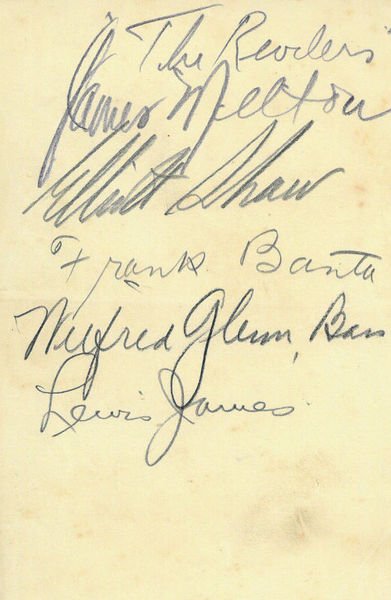 "The Revelers"
James Melton
Elliott Shaw
Frank Banta
Wilfred Glenn, Bass
Lewis James